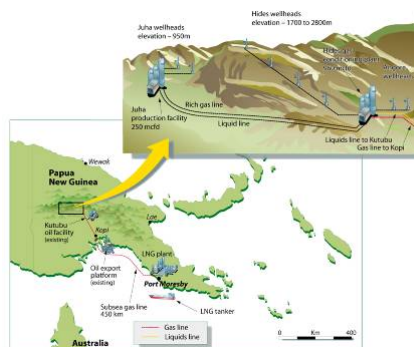 Juha wellheads
elevation – 950m
Hides wellheads
elevation – 1700 to 2800m
Rich gas line
Liquid line
Juha
production facility
250 mcfd
Liquids line to Kutubu
Gas line to Kopi
Wewak
Papua
New Guinea
Kutubu
oil facility
(existing)
Kopi
Lae
Oil export
platform
(existing)
LNG plant
Port Moresby
Subsea gas line
450 km
LNG tanker
Australia
Gas line
Liquids line
0 Km 400